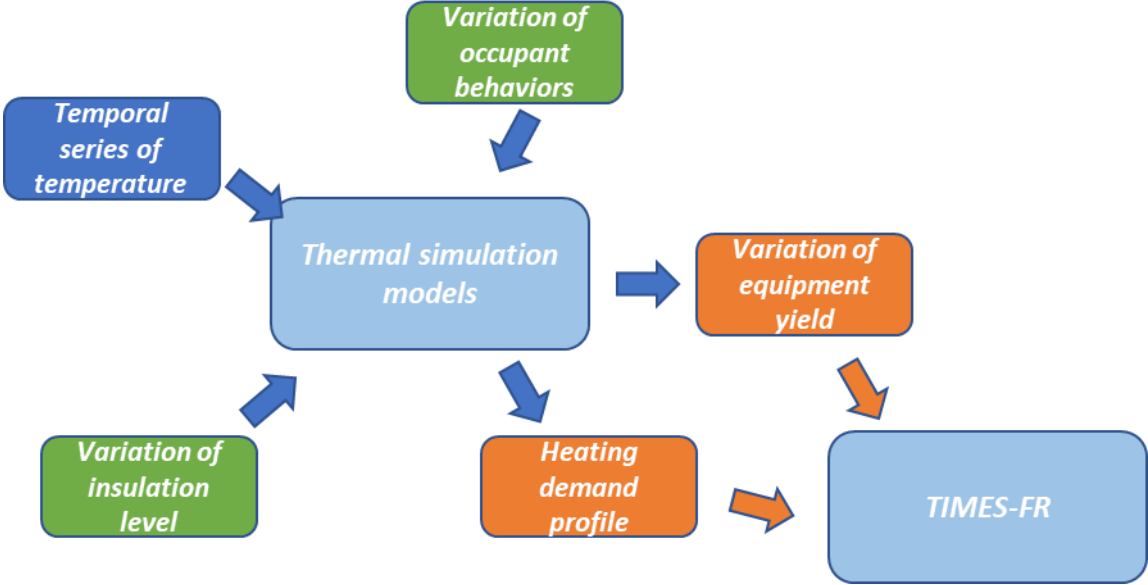 Variation of
occupant
behaviors
Temporal
series of
temperature
Thermal simulation
models
Variation of
equipment
yield
Variation of
insulation
level
Heating
demand
profile
TIMES-FR